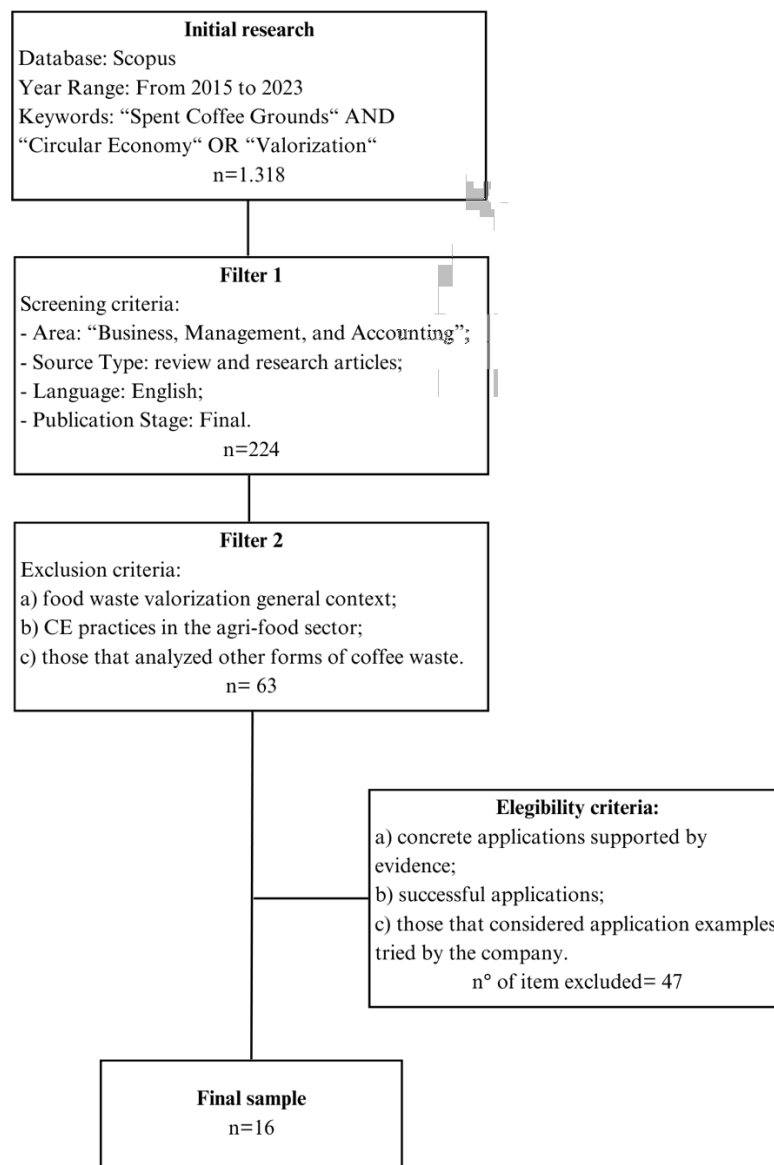 Initial research
Database: Scopus
Year Range: From 2015 to 2023
Keywords: “Spent Coffee Grounds“ AND
“Circular Economy“ OR “Valorization“
n=1.318
Filter 1
Screening criteria:
- Area: “Business, Management, and Accounting”;
- Source Type: review and research articles;
- Language: English;
- Publication Stage: Final.
n=224
Filter 2
Exclusion criteria:
a) food waste valorization general context;
b) CE practices in the agri-food sector;
c) those that analyzed other forms of coffee waste.
n= 63
Elegibility criteria:
a) concrete applications supported by
evidence;
b) successful applications;
c) those that considered application examples
tried by the company.
n° of item excluded= 47
Final sample
n=16